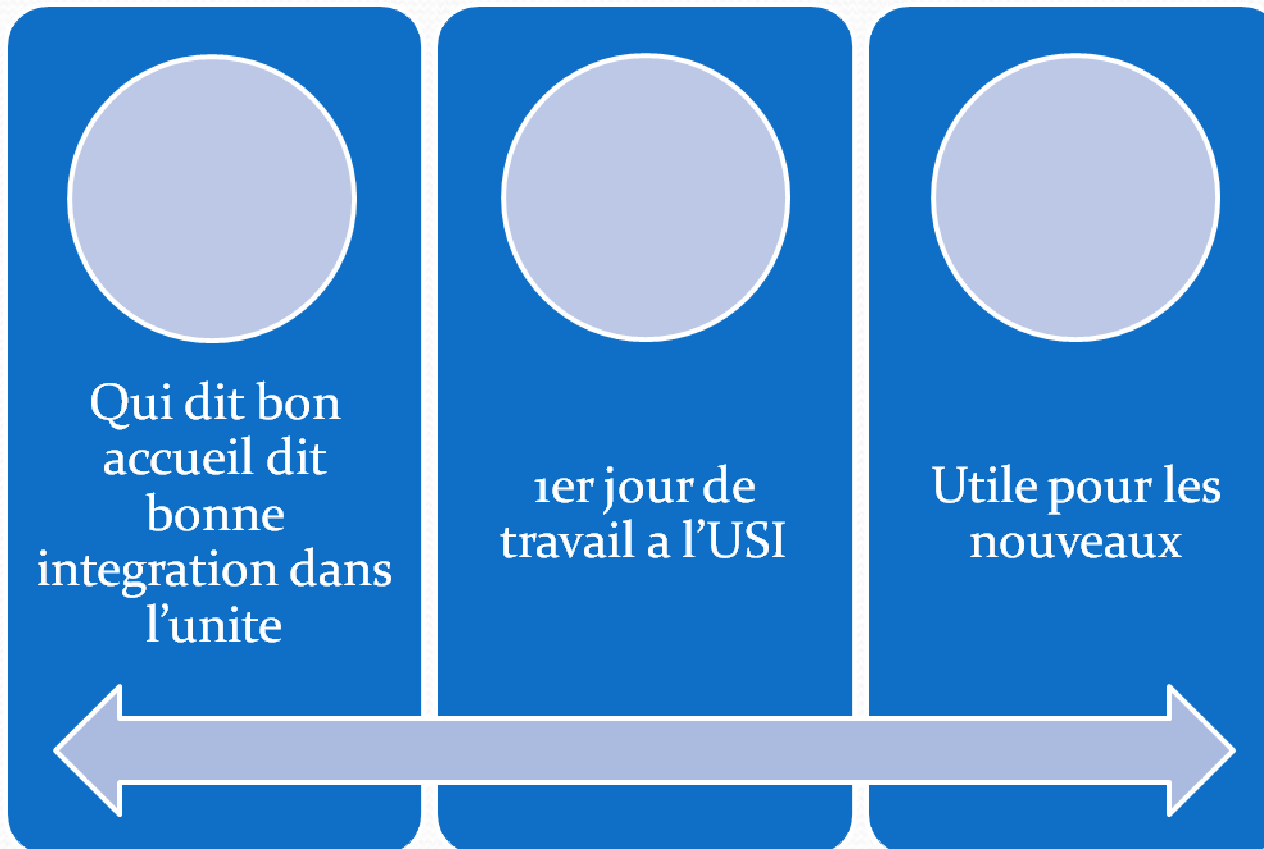 Qui dit bon
accueil dit
bonne
integration dans
l’unite
1er jour de
travail a l’USI
Utile pour les
nouveaux